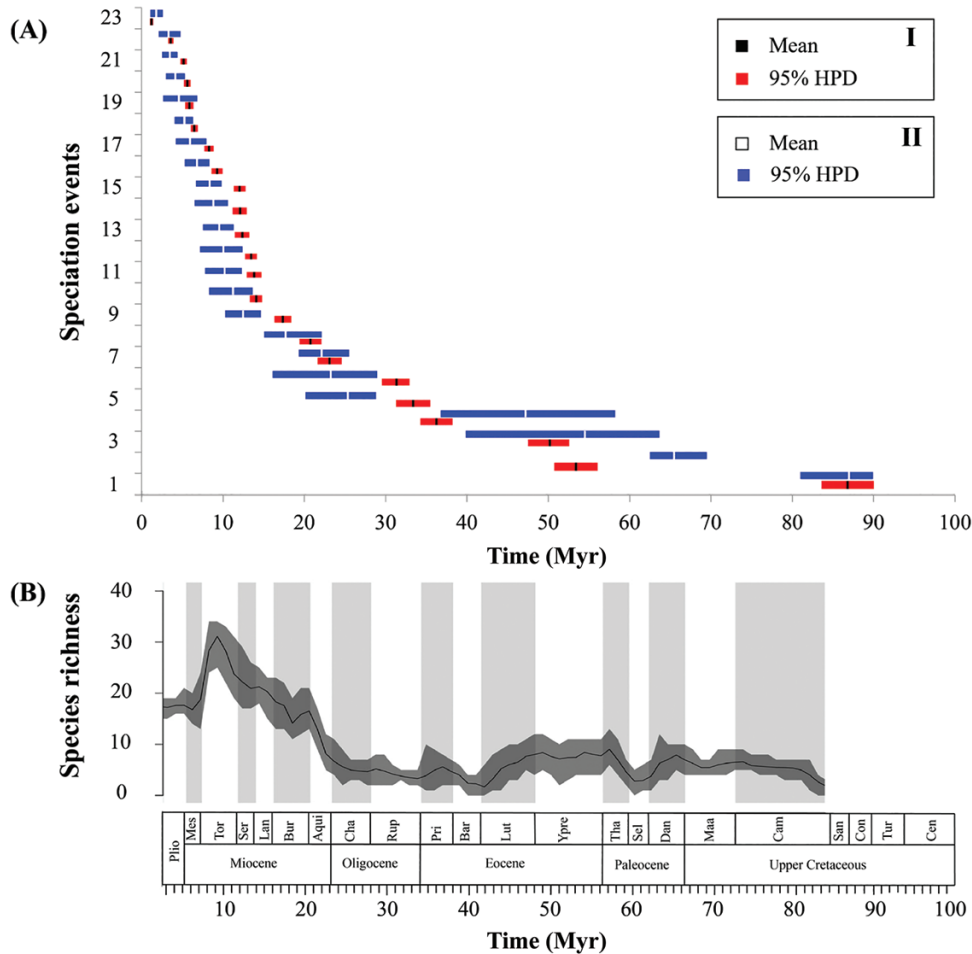 (A)
23
21
19
17
15
13
11
9
7
5
3
1
Speciation events
I
Mean
95% HPD
II
Mean
95% HPD
0 10 20 30 40 50 60 70 80 90 100
Time (Myr)
(B)
Species richness
40
30
20
10
0
Plio Mes Tor Ser Lan Bur Aqui Cha Rup Pri Bar Lut Ypre Tha Sel Dan Maa Cam San Con Tur Cen
Miocene Oligocene Eocene Paleocene Upper Cretaceous
10 20 30 40 50 60 70 80 90 100
Time (Myr)